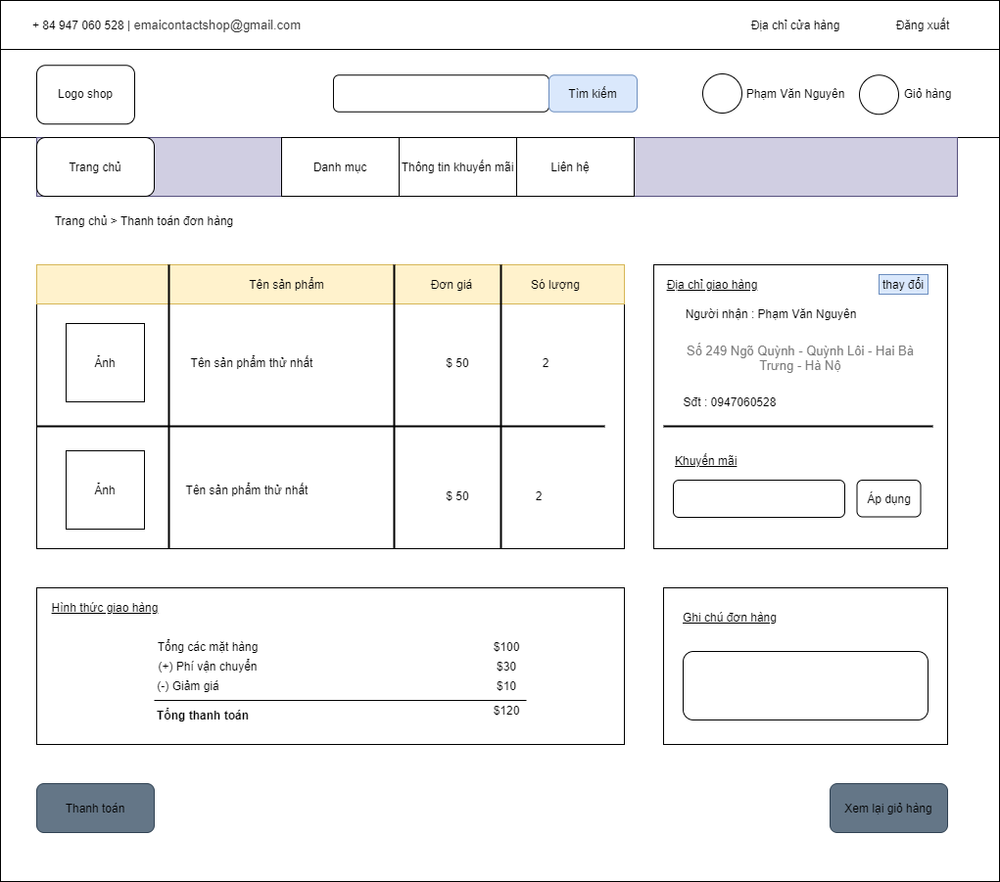 + 84 947 060 528 | emaicontactshop@gmail.com
Địa chỉ cửa hàng
Đăng xuất
Logo shop
Tìm kiếm
Phạm Văn Nguyên
Giỏ hàng
Trang chủ
Danh mục
Thông tin khuyến mãi
Liên hệ
Trang chủ > Thanh toán đơn hàng
Tên sản phẩm
Đơn giá
Só lượng
Ảnh
Tên sản phẩm thử nhất
$ 50
2
Ảnh
Tên sản phẩm thử nhất
$ 50
2
Địa chỉ giao hàng
thay đổi
Người nhận : Phạm Văn Nguyên
Số 249 Ngõ Quỳnh - Quỳnh Lôi - Hai Bà
Trưng - Hà Nộ
Sđt : 0947060528
Khuyến mãi
Áp dụng
Hình thức giao hàng
Tổng các mặt hàng
$100
(+) Phí vận chuyển
$30
(-) Giảm giá
$10
Tổng thanh toán
$120
Ghi chú đơn hàng
Thanh toán
Xem lại giỏ hàng